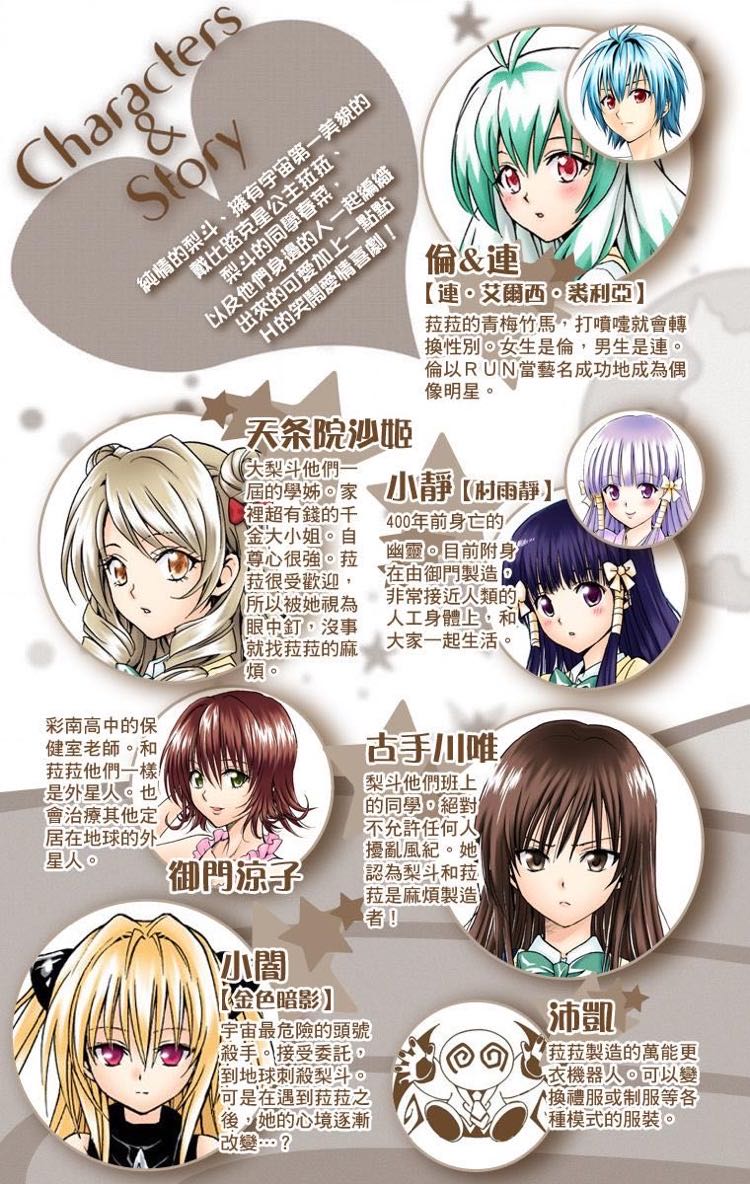 Characters
&
Story
純情的梨斗、擁有宇宙第一美貌的
戴比路克星公主菈菈、
梨斗的同學春菜，
以及他們身邊的人一起編織
出來的可愛加上一點點
H的笑鬧愛情喜劇！
倫&連
【連・艾爾西・裘利亞】
菈菈的青梅竹馬，打噴嚏就會轉
換性別。女生是倫，男生是連。
倫以RUN當藝名成功地成為偶
像明星。
天条院沙姬
大梨斗他們一
屆的學姊。家
裡超有錢的千
金大小姐。自
尊心很強。菈
菈很受歡迎，
所以被她視為
眼中釘，沒事
就找菈菈的麻
煩。
小靜【村雨靜】
400年前身亡的
幽靈。目前附身
在由御門製造，
非常接近人類的
人工身體上，和
大家一起生活。
彩南高中的保
健室老師。和
菈菈他們一樣
是外星人。也
會治療其他定
居在地球的外
星人。
御門涼子
古手川唯
梨斗他們班上
的同學，絕對
不允許任何人
擾亂風紀。她
認為梨斗和菈
菈是麻煩製造
者！
小闇
【金色暗影】
宇宙最危險的頭號
殺手。接受委託，
到地球刺殺梨斗。
可是在遇到菈菈之
後，她的心境逐漸
改變…？
沛凱
菈菈製造的萬能更
衣機器人。可以變
換禮服或制服等各
種模式的服裝。